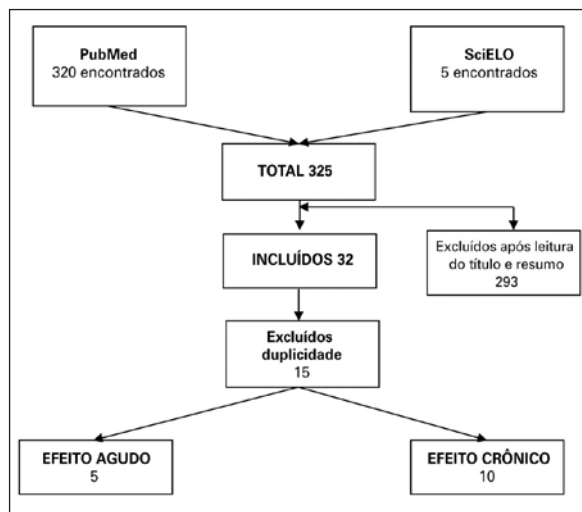 PubMed
320 encontrados
SciELO
5 encontrados
TOTAL 325
INCLUÍDOS 32
Excluídos após leitura
do título e resumo
293
Excluídos
duplicidade
15
EFEITO AGUDO
5
EFEITO CRÔNICO
10